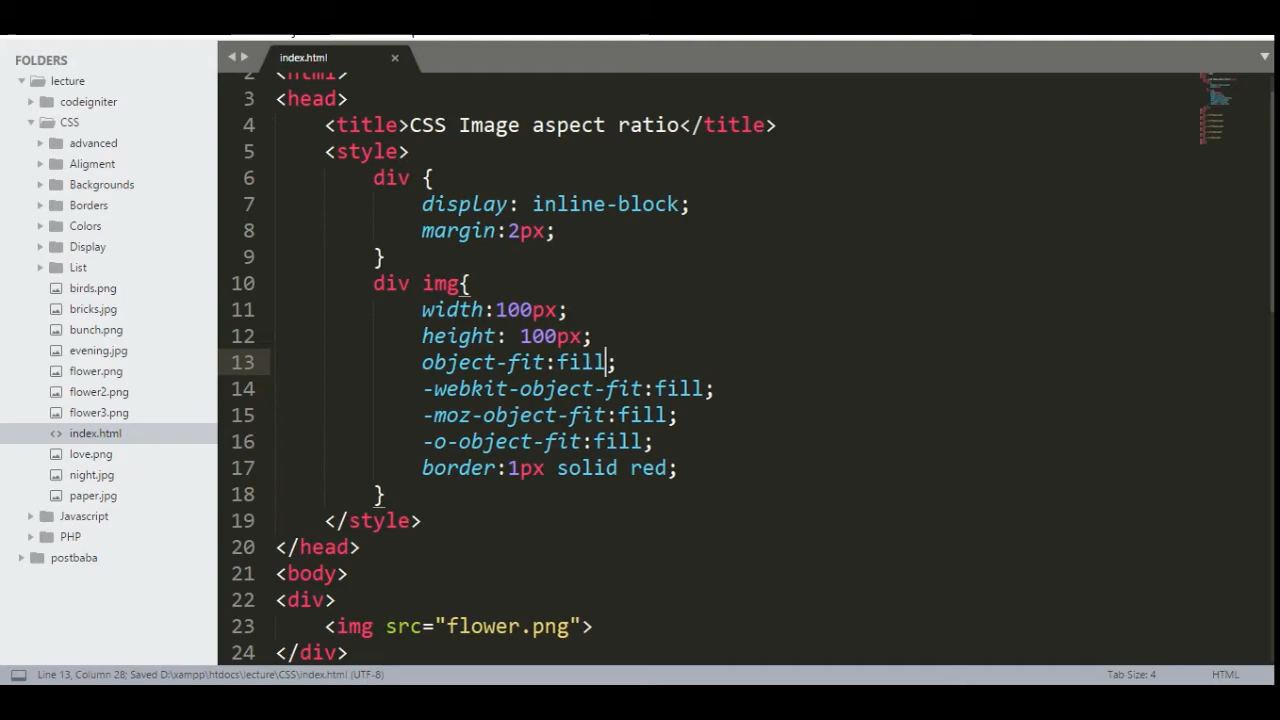 FOLDERS
lecture
codeigniter
CSS
advanced
Aligment
Backgrounds
Borders
Colors
Display
List
birds.png
bricks.jpg
bunch.png
evening.jpg
flower.png
flower2.png
flower3.png
<> index.html
love.png
night.jpg
paper.jpg
Javascript
PHP
postbaba
index.html ×
2 <html>
3 <head>
4 <title>CSS Image aspect ratio</title>
5 <style>
6 div {
7 display: inline-block;
8 margin:2px;
9 }
10 div img{
11 width:100px;
12 height: 100px;
13 object-fit:fill;
14 -webkit-object-fit:fill;
15 -moz-object-fit:fill;
16 -o-object-fit:fill;
17 border:1px solid red;
18 }
19 </style>
20 </head>
21 <body>
22 <div>
23 <img src="flower.png">
24 </div>
Line 13, Column 28; Saved D:\xampp\htdocs\lecture\CSS\index.html (UTF-8)
Tab Size: 4
HTML